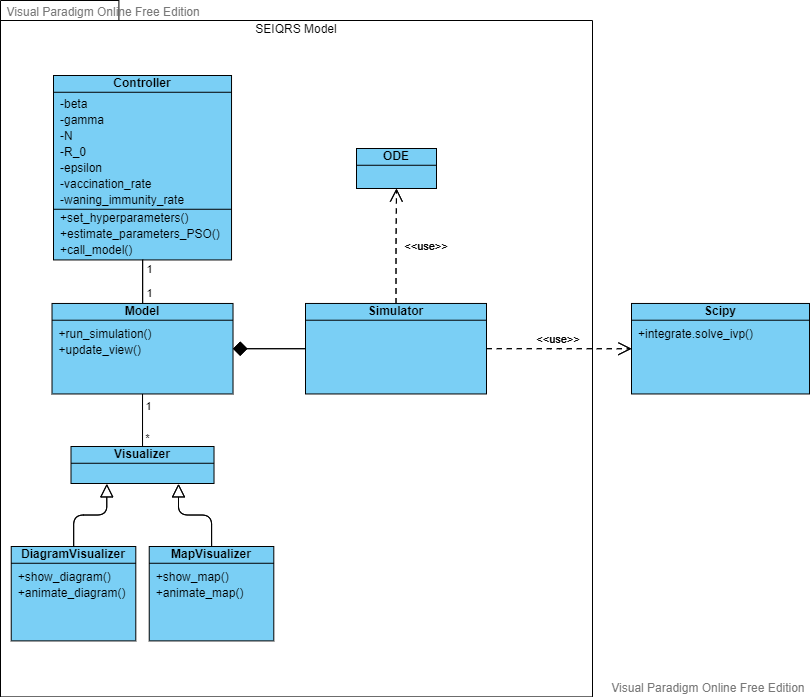 Visual Paradigm Online Free Edition
SEIQRS Model
Controller
-beta
-gamma
-N
-R_0
-epsilon
-vaccination_rate
-waning_immunity_rate
+set_hyperparameters()
+estimate_parameters_PSO()
+call_model()
ODE
<<use>>
1
1
Model
+run_simulation()
+update_view()
Simulator
<<use>>
Scipy
+integrate.solve_ivp()
1
*
Visualizer
DiagramVisualizer
+show_diagram()
+animate_diagram()
MapVisualizer
+show_map()
+animate_map()
Visual Paradigm Online Free Edition